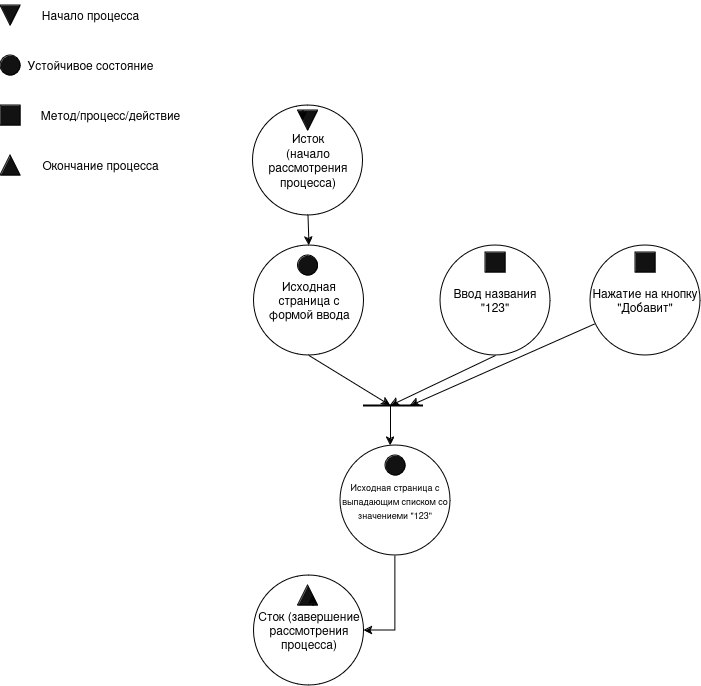 Начало процесса
Устойчивое состояние
Метод/процесс/действие
Окончание процесса
Исток
(начало
рассмотрения
процесса)
Исходная
страница с
формой ввода
Ввод названия
"123"
Нажатие на кнопку
"Добавит"
Исходная страница с
выпадающим списком со
значениеми "123"
Сток (завершение
рассмотрения
процесса)